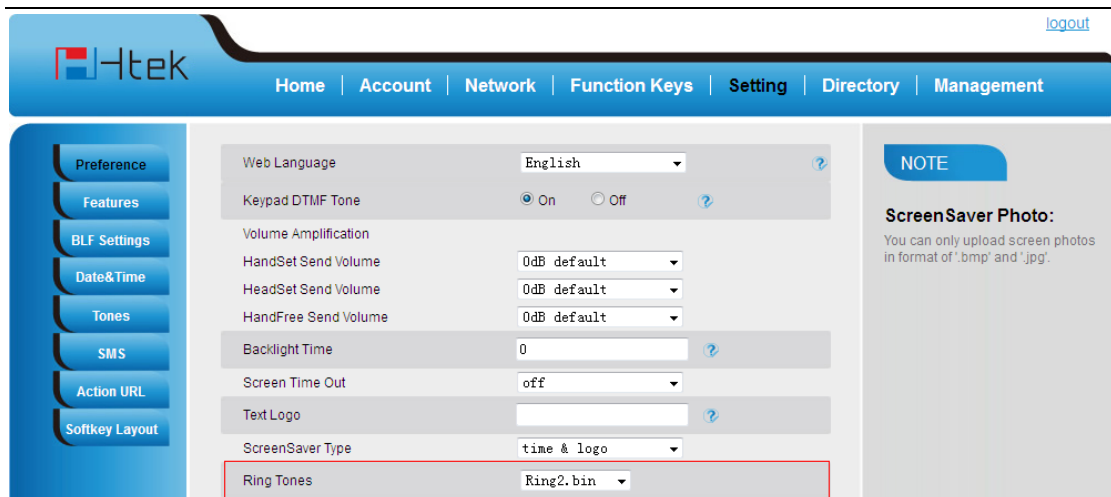 logout
Htek
Home | Account | Network | Function Keys | Setting | Directory | Management
Preference
Features
BLF Settings
Date&Time
Tones
SMS
Action URL
Softkey Layout
Web Language English
Keypad DTMF Tone On Off
Volume Amplification
HandSet Send Volume 0dB default
HeadSet Send Volume 0dB default
HandFree Send Volume 0dB default
Backlight Time 0
Screen Time Out off
Text Logo
ScreenSaver Type time & logo
Ring Tones Ring2.bin
NOTE
ScreenSaver Photo:
You can only upload screen photos
in format of '.bmp' and '.jpg'.